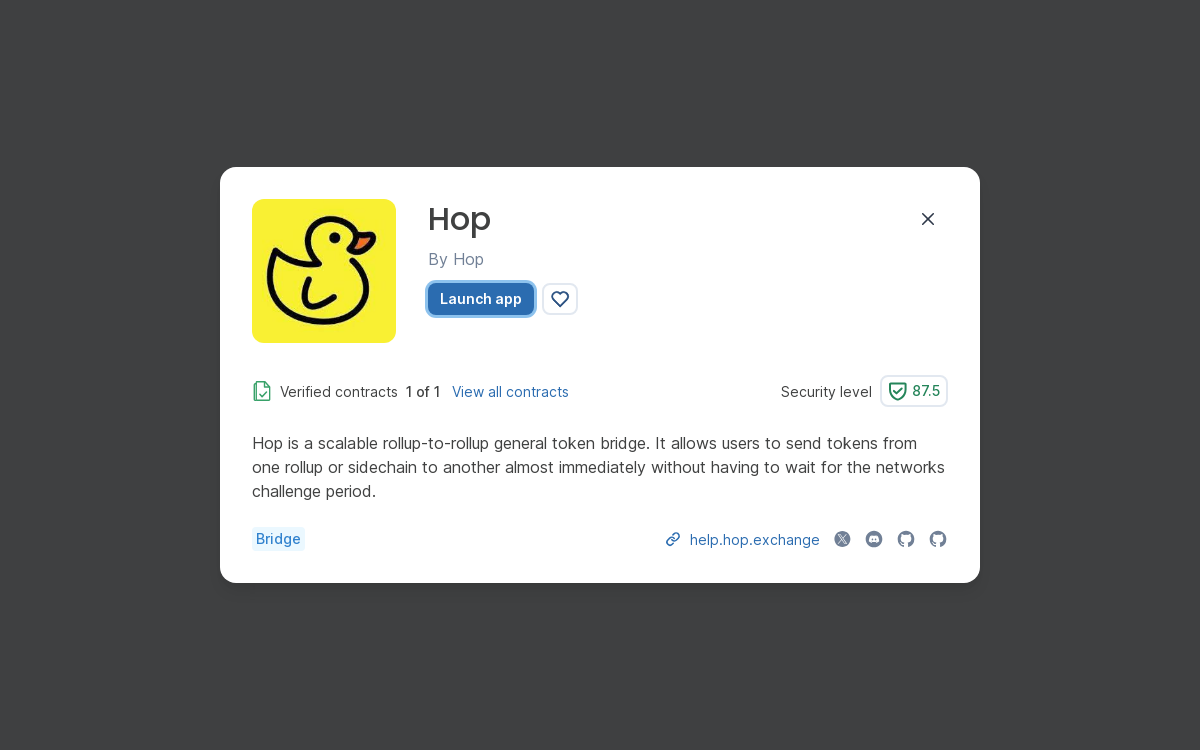 Hop
By Hop
Launch app
Verified contracts 1 of 1 View all contracts
Security level 87.5
Hop is a scalable rollup-to-rollup general token bridge. It allows users to send tokens from
one rollup or sidechain to another almost immediately without having to wait for the networks
challenge period.
Bridge
help.hop.exchange